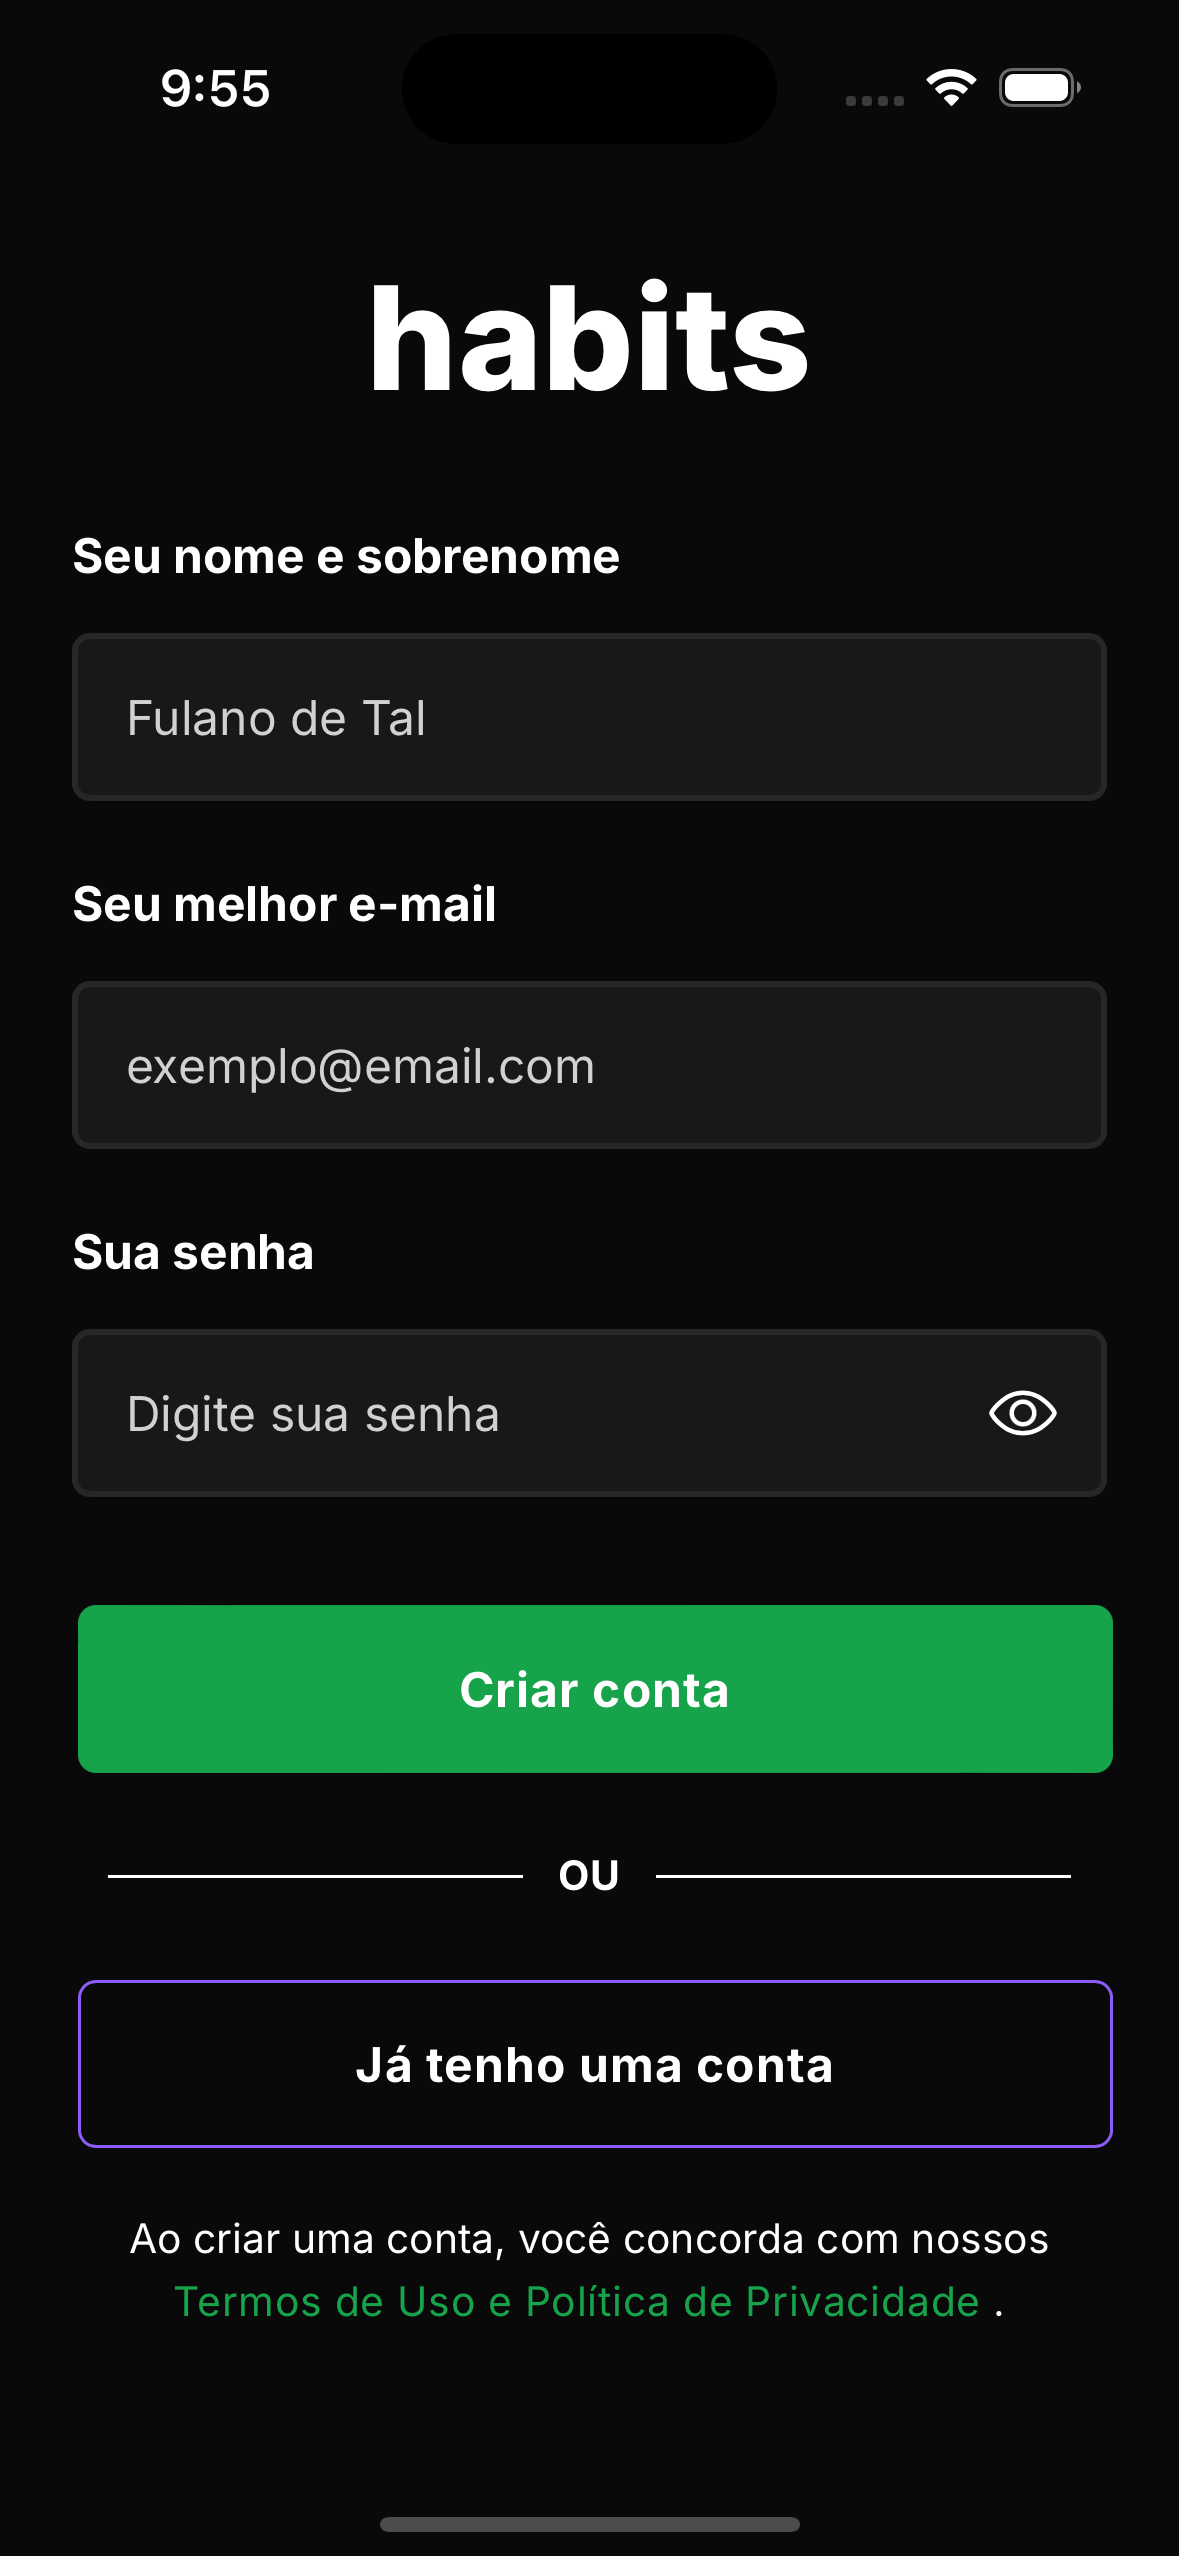 9:55
habits
Seu nome e sobrenome
Fulano de Tal
Seu melhor e-mail
exemplo@email.com
Sua senha
Digite sua senha
Criar conta
OU
Já tenho uma conta
Ao criar uma conta, você concorda com nossos
Termos de Uso e Política de Privacidade .